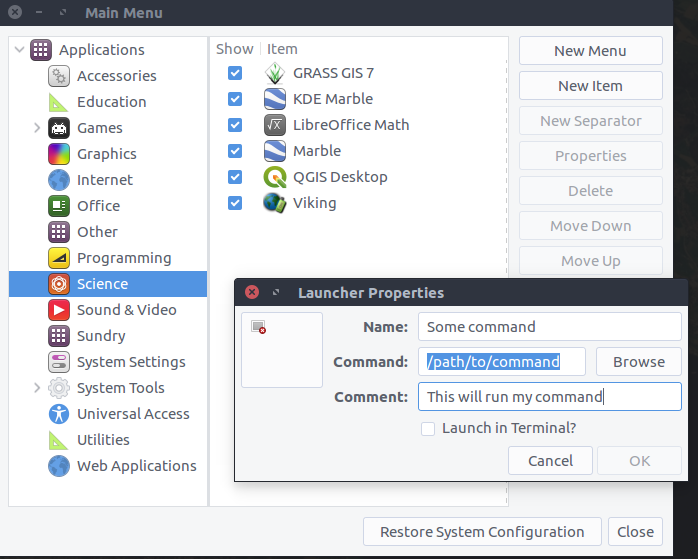 Main Menu
Applications
Accessories
Education
Games
Graphics
Internet
Office
Other
Programming
Science
Sound & Video
Sundry
System Settings
System Tools
Universal Access
Utilities
Web Applications
Show Item
GRASS GIS 7
KDE Marble
LibreOffice Math
Marble
QGIS Desktop
Viking
New Menu
New Item
New Separator
Properties
Delete
Move Down
Move Up
Launcher Properties
Name: Some command
Command: /path/to/command Browse
Comment: This will run my command
Launch in Terminal?
Cancel OK
Restore System Configuration Close